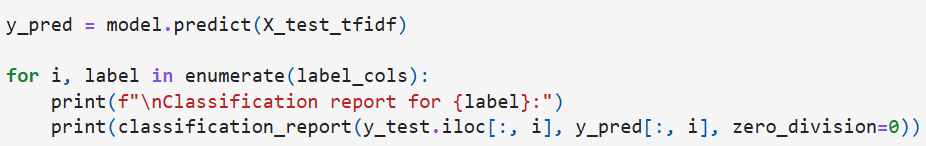 y_pred = model.predict(X_test_tfidf)
for i, label in enumerate(label_cols):
    print(f"\nClassification report for {label}:")
    print(classification_report(y_test.iloc[:, i], y_pred[:, i], zero_division=0))